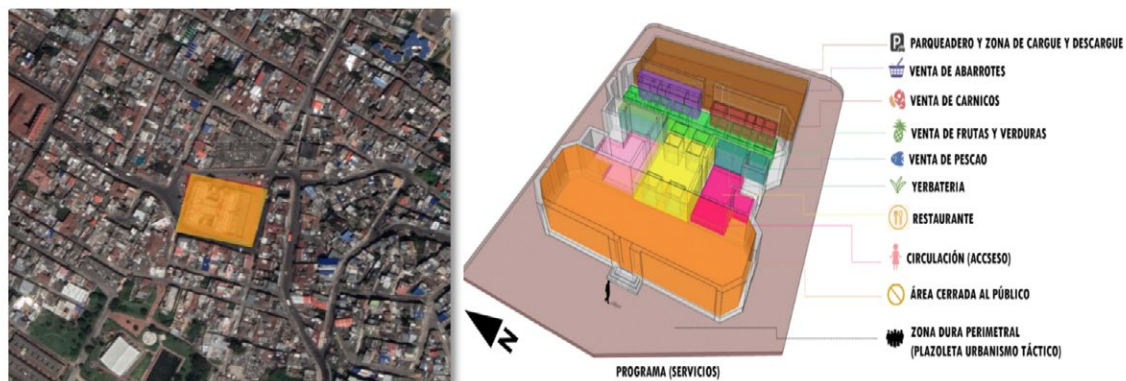 PARQUEADERO Y ZONA DE CARGUE Y DESCARGUE
VENTA DE ABARROTES
VENTA DE CARNICOS
VENTA DE FRUTAS Y VERDURAS
VENTA DE PESCAO
YERBATERIA
RESTAURANTE
CIRCULACIÓN (ACCSESO)
ÁREA CERRADA AL PÚBLICO
ZONA DURA PERIMETRAL
(PLAZOLETA URBANISMO TÁCTICO)
N
PROGRAMA (SERVICIOS)